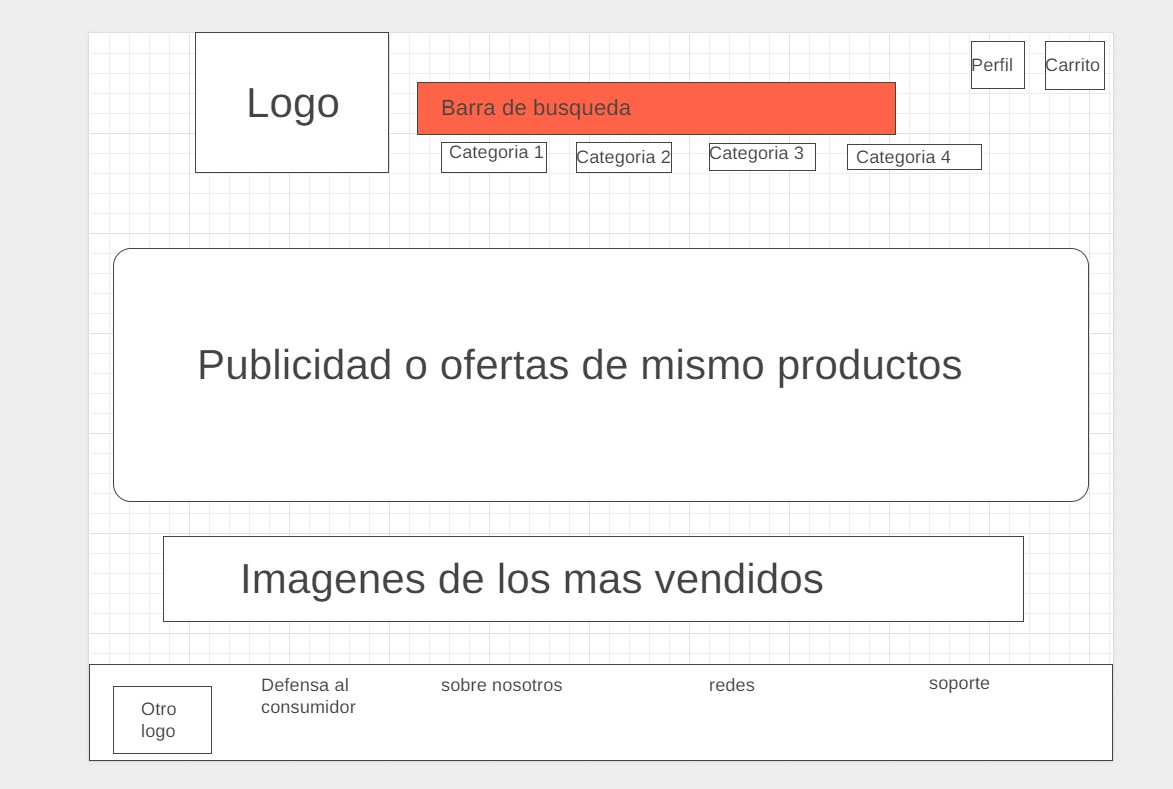 Logo
Barra de busqueda
Perfil
Carrito
Categoria 1
Categoria 2
Categoria 3
Categoria 4
Publicidad o ofertas de mismo productos
Imagenes de los mas vendidos
Otro
logo
Defensa al
consumidor
sobre nosotros
redes
soporte